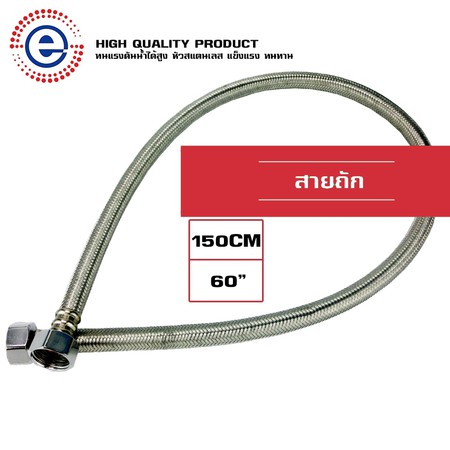 e
HIGH QUALITY PRODUCT
ทนแรงดันน้ำได้สูง หัวสแตนเลส แข็งแรง ทนทาน
สายถัก
150CM
60”